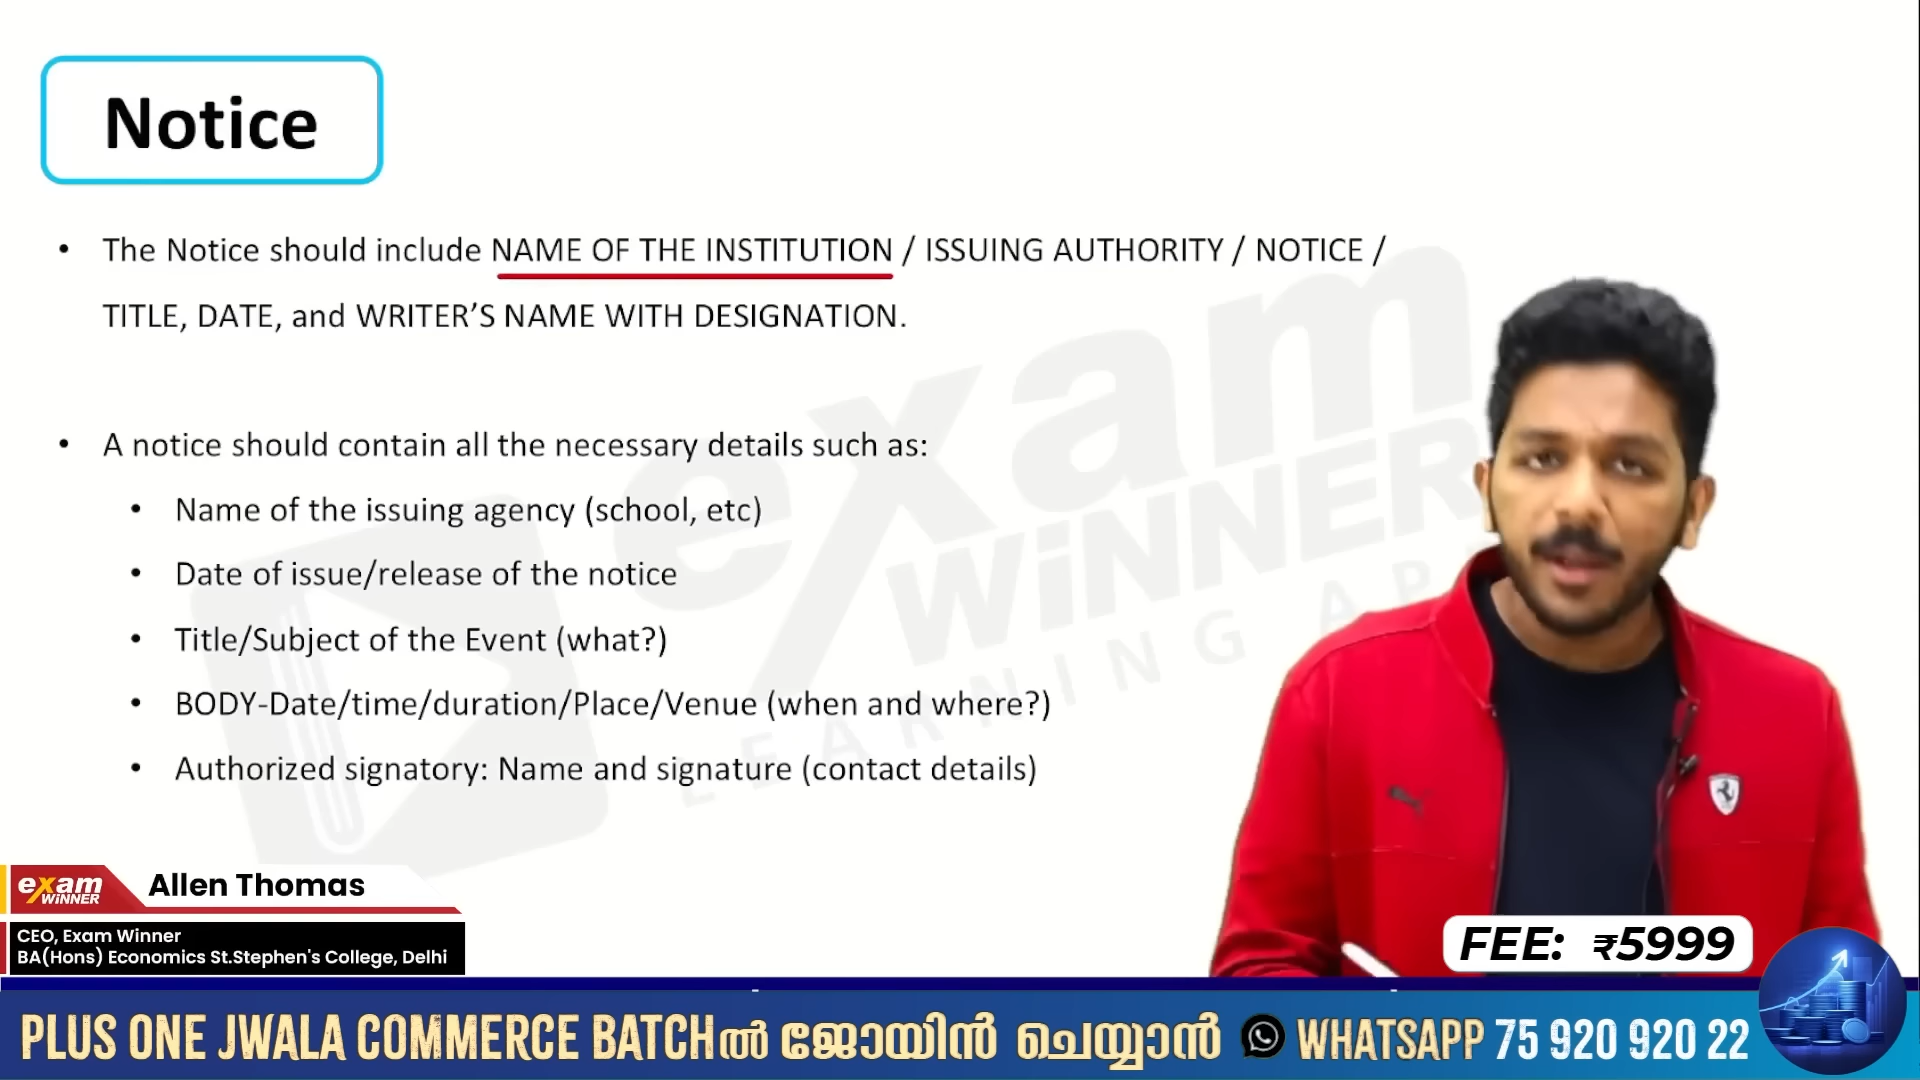 Notice
• The Notice should include NAME OF THE INSTITUTION / ISSUING AUTHORITY / NOTICE /
TITLE, DATE, and WRITER’S NAME WITH DESIGNATION.
• A notice should contain all the necessary details such as:
• Name of the issuing agency (school, etc)
• Date of issue/release of the notice
• Title/Subject of the Event (what?)
• BODY-Date/time/duration/Place/Venue (when and where?)
• Authorized signatory: Name and signature (contact details)
exam
WiNNER
LEARNING AP
exam
WiNNER
Allen Thomas
CEO, Exam Winner
BA(Hons) Economics St.Stephen's College, Delhi
FEE: ₹5999
PLUS ONE JWALA COMMERCE BATCHൽ ജോയിൻ ചെയ്യാൻ WHATSAPP 75 920 920 22